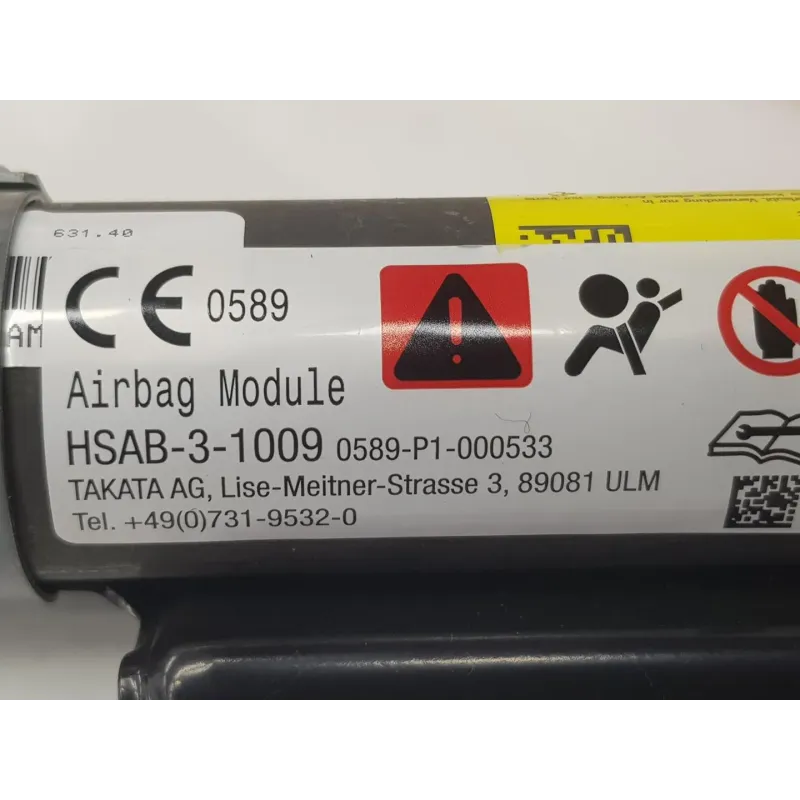 631.40
CE 0589
AM
Airbag Module
HSAB-3-1009 0589-P1-000533
TAKATA AG, Lise-Meitner-Strasse 3, 89081 ULM
Tel. +49(0)731-9532-0